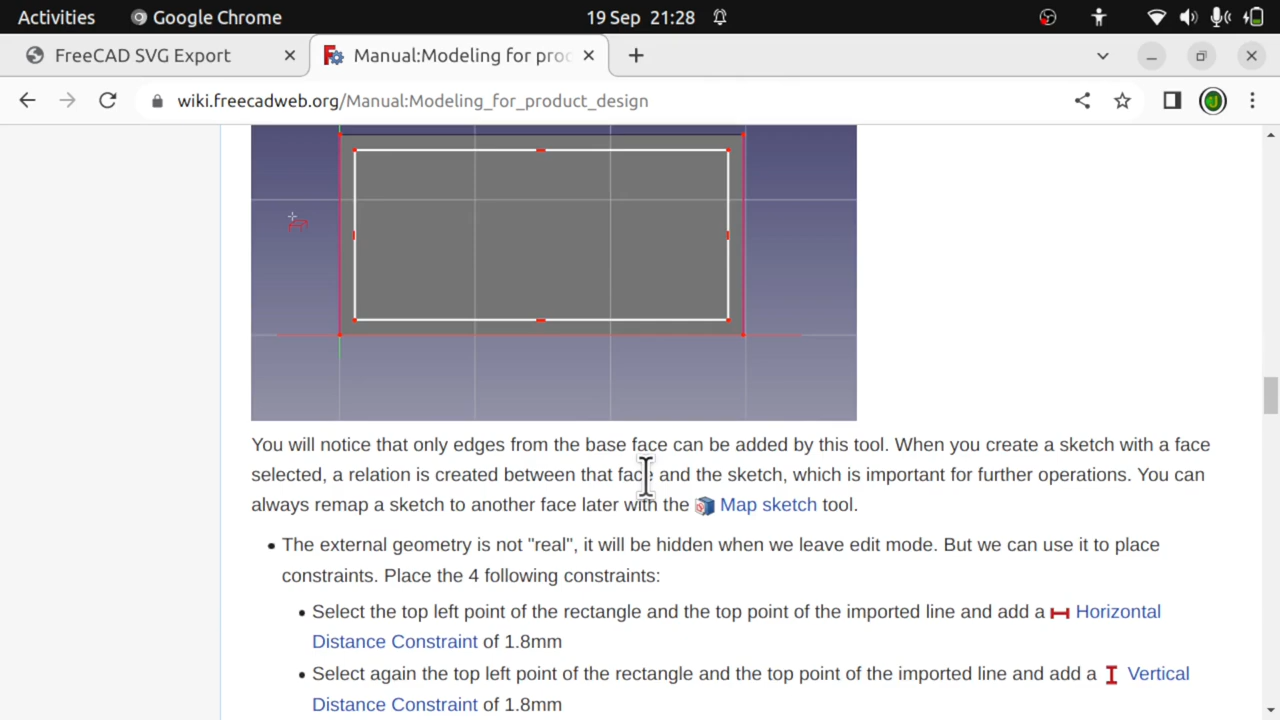 Activities
Google Chrome
19 Sep 21:28
FreeCAD SVG Export
Manual:Modeling for proc
wiki.freecadweb.org/Manual:Modeling_for_product_design
You will notice that only edges from the base face can be added by this tool. When you create a sketch with a face
selected, a relation is created between that face and the sketch, which is important for further operations. You can
always remap a sketch to another face later with the Map sketch tool.
The external geometry is not "real", it will be hidden when we leave edit mode. But we can use it to place
constraints. Place the 4 following constraints:
Select the top left point of the rectangle and the top point of the imported line and add a Horizontal
Distance Constraint of 1.8mm
Select again the top left point of the rectangle and the top point of the imported line and add a Vertical
Distance Constraint of 1.8mm